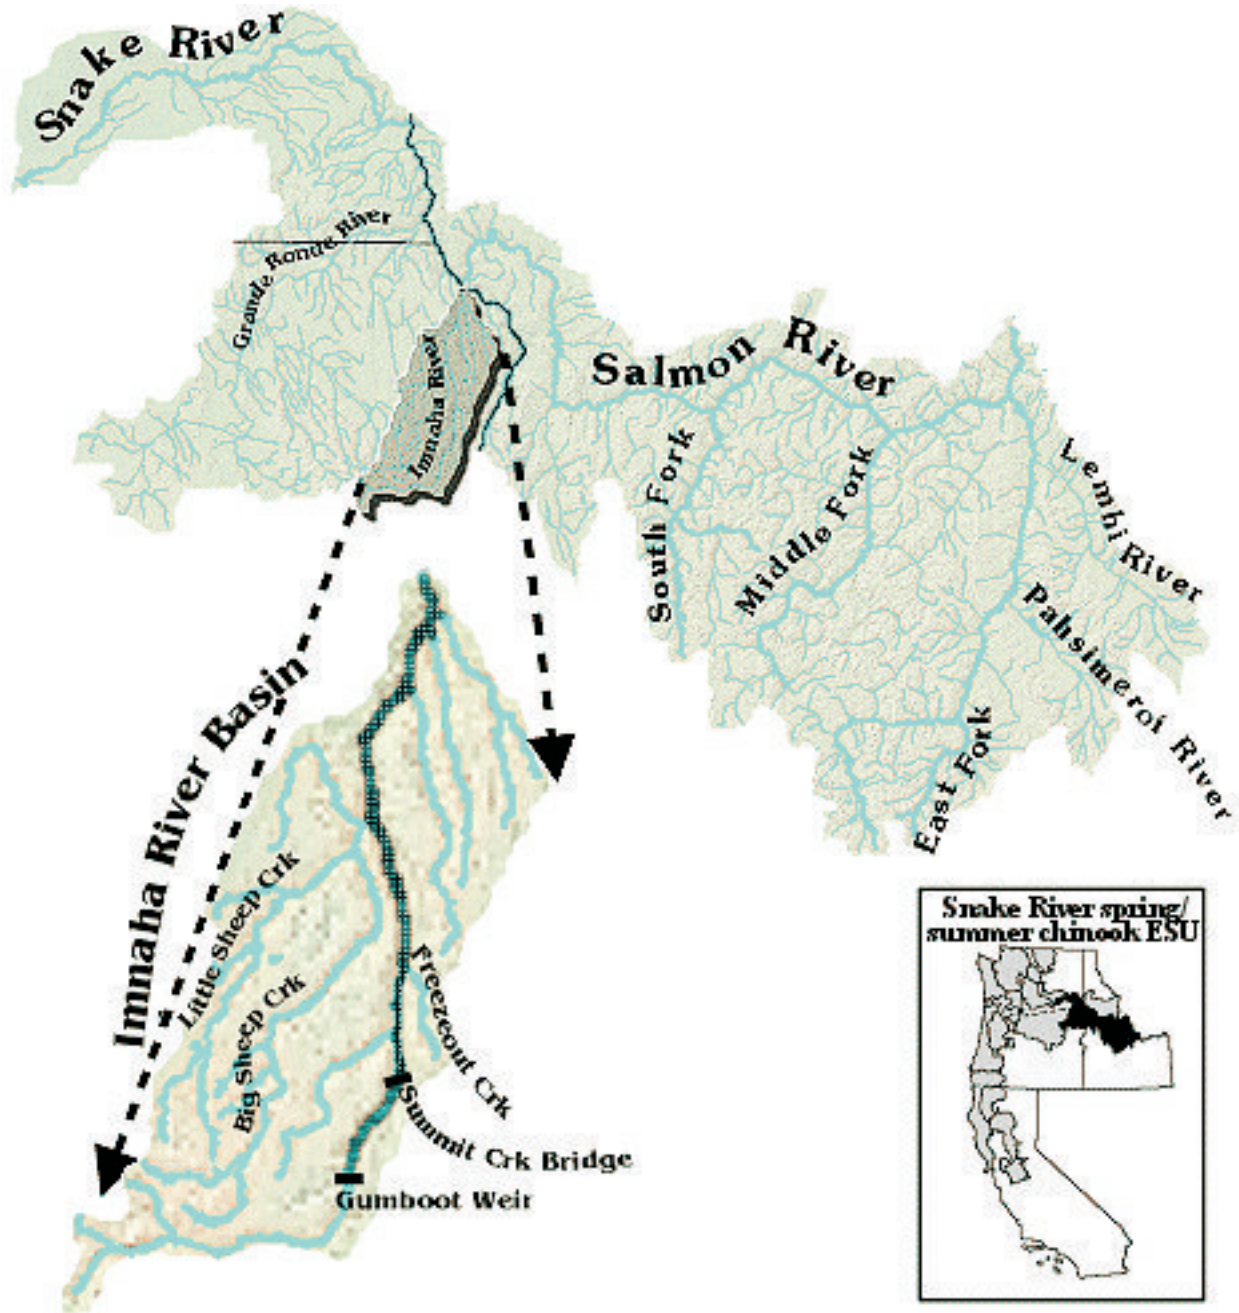 Snake River
Grande Ronde River
Imnaha River
Salmon River
South Fork
Middle Fork
Lemhi River
Pahsimeroi River
East Fork
Imnaha River Basin
Little Sheep Crk
Big Sheep Crk
Freezeout Crk
Summit Crk Bridge
Gumboot Weir
Snake River spring/
summer chinook ESU